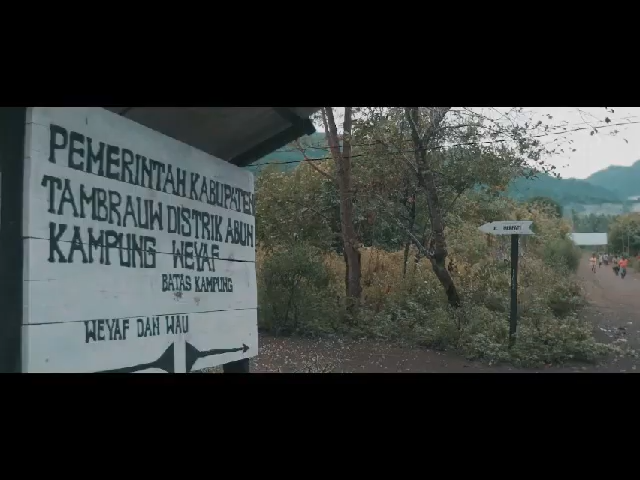 PEMERINTAH KABUPATEN
TAMBRAUW DISTRIK ABUN
KAMPUNG WEYAF
BATAS KAMPUNG
WEYAF DAN WAU